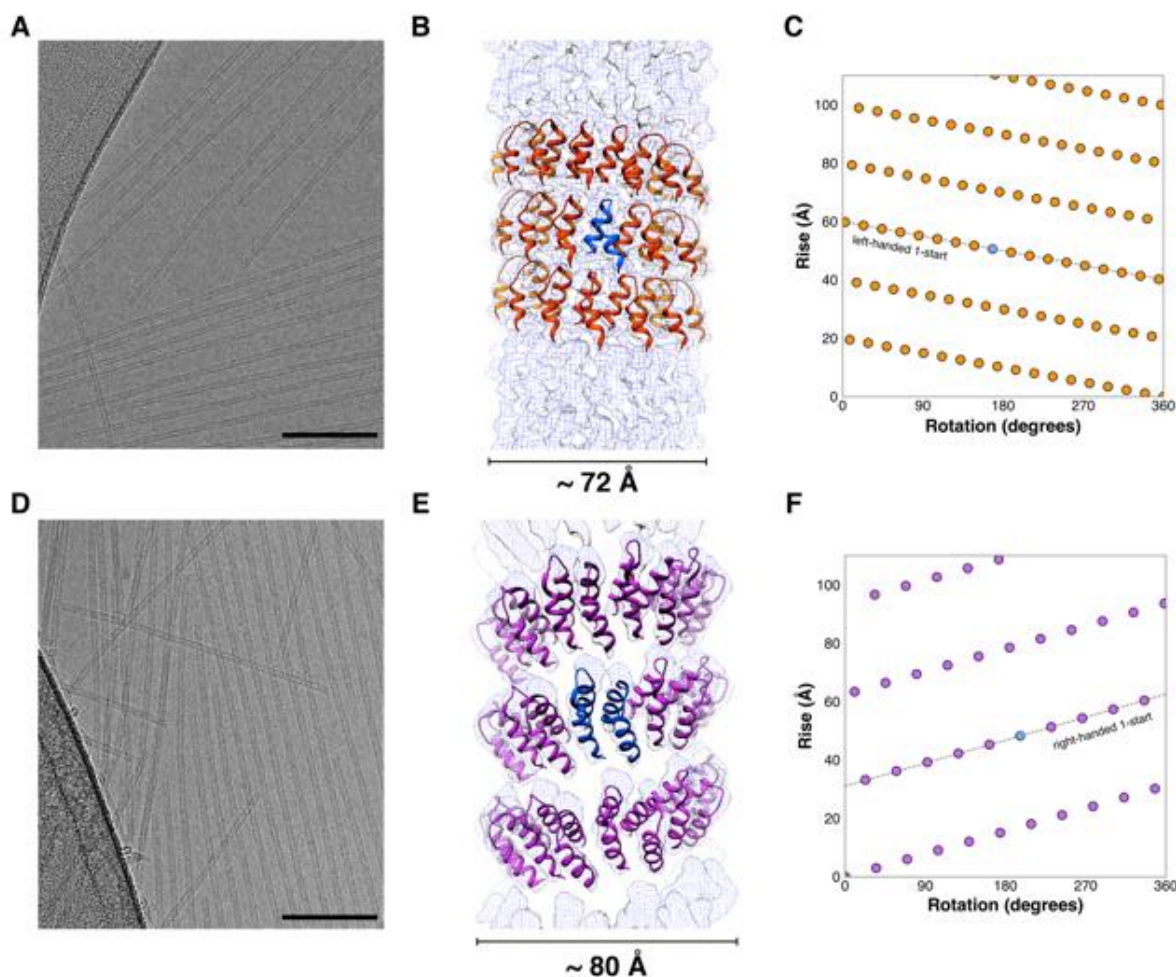 A
B
~ 72 Å
C
Rise (Å)
100
80
60
40
20
0
left-handed 1-start
0 90 180 270 360
Rotation (degrees)
D
E
~ 80 Å
F
Rise (Å)
100
80
60
40
20
0
right-handed 1-start
0 90 180 270 360
Rotation (degrees)